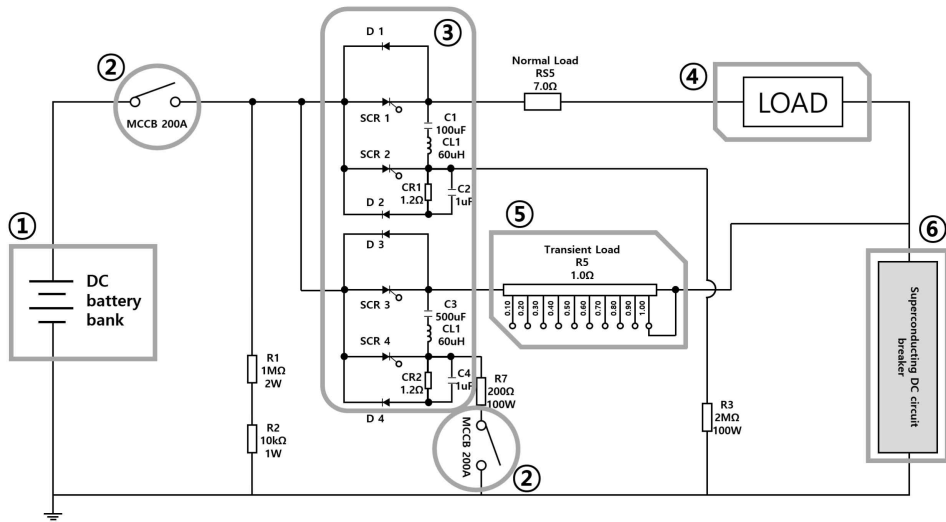 D 1
③
②
MCCB 200A
SCR 1
C1
100uF
CL1
60uH
SCR 2
CR1
1.2Ω
C2
1uF
D 2
Normal Load
RS5
7.0Ω
④
LOAD
①
DC
battery
bank
D 3
SCR 3
C3
500uF
CL1
60uH
SCR 4
CR2
1.2Ω
C4
1uF
D 4
⑤
Transient Load
R5
1.0Ω
0.10
0.20
0.30
0.40
0.50
0.60
0.70
0.80
0.90
1.00
⑥
Superconducting DC circuit
breaker
R1
1MΩ
2W
R2
10kΩ
1W
R7
200Ω
100W
MCCB 200A
②
R3
2MΩ
100W